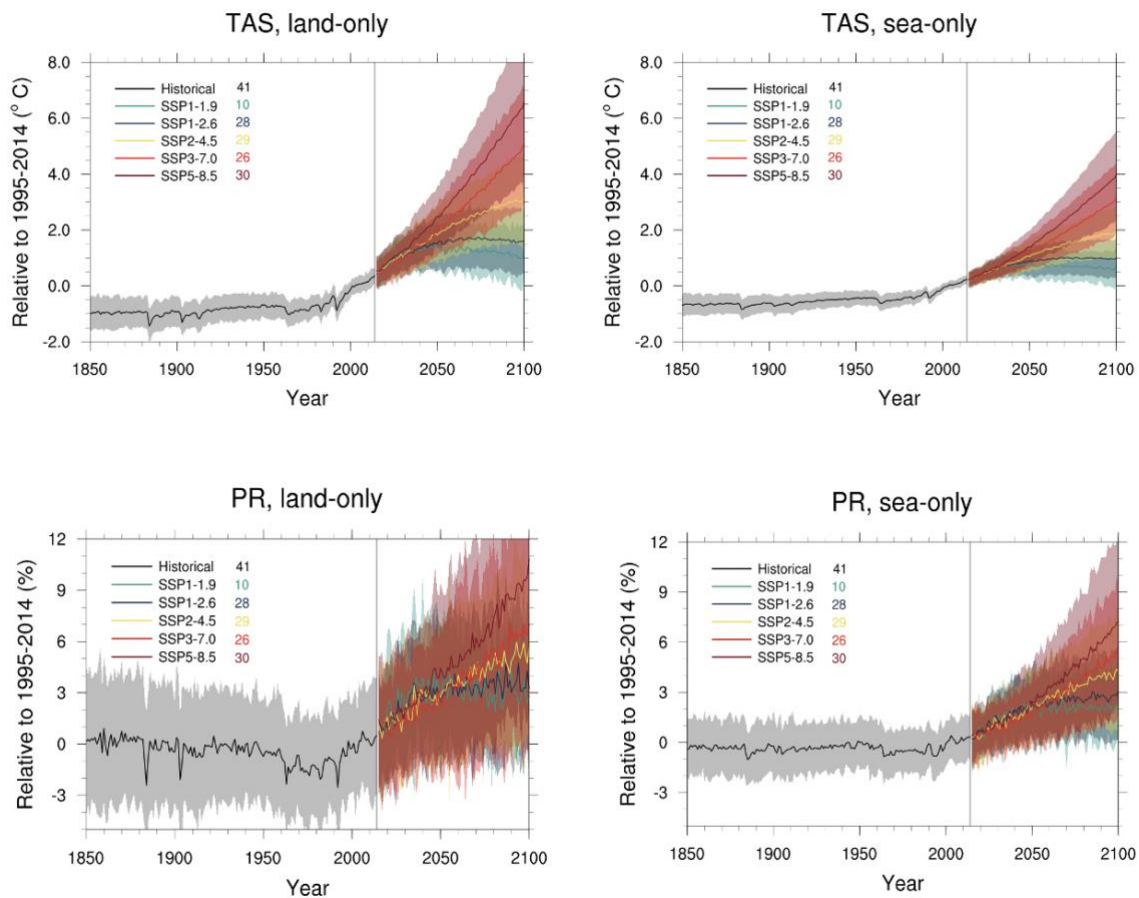 TAS, land-only
Relative to 1995-2014 (° C)
8.0
6.0
4.0
2.0
0.0
-2.0
Historical 41
SSP1-1.9 10
SSP1-2.6 28
SSP2-4.5 29
SSP3-7.0 26
SSP5-8.5 30
1850 1900 1950 2000 2050 2100
Year
TAS, sea-only
Relative to 1995-2014 (° C)
8.0
6.0
4.0
2.0
0.0
-2.0
Historical 41
SSP1-1.9 10
SSP1-2.6 28
SSP2-4.5 29
SSP3-7.0 26
SSP5-8.5 30
1850 1900 1950 2000 2050 2100
Year
PR, land-only
Relative to 1995-2014 (%)
12
9
6
3
0
-3
Historical 41
SSP1-1.9 10
SSP1-2.6 28
SSP2-4.5 29
SSP3-7.0 26
SSP5-8.5 30
1850 1900 1950 2000 2050 2100
Year
PR, sea-only
Relative to 1995-2014 (%)
12
9
6
3
0
-3
Historical 41
SSP1-1.9 10
SSP1-2.6 28
SSP2-4.5 29
SSP3-7.0 26
SSP5-8.5 30
1850 1900 1950 2000 2050 2100
Year